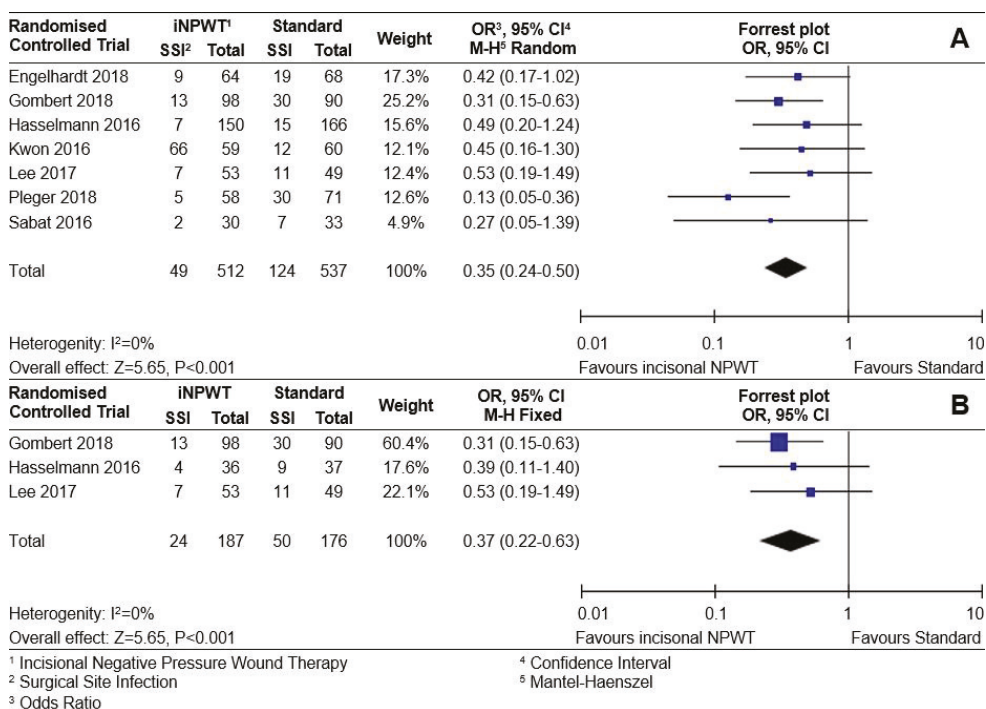 Randomised Controlled Trial iNPWT¹ Standard Weight OR³, 95% CI⁴ M-H⁵ Random Forrest plot OR, 95% CI A
SSI² Total SSI Total
Engelhardt 2018 9 64 19 68 17.3% 0.42 (0.17-1.02)
Gombert 2018 13 98 30 90 25.2% 0.31 (0.15-0.63)
Hasselmann 2016 7 150 15 166 15.6% 0.49 (0.20-1.24)
Kwon 2016 66 59 12 60 12.1% 0.45 (0.16-1.30)
Lee 2017 7 53 11 49 12.4% 0.53 (0.19-1.49)
Pleger 2018 5 58 30 71 12.6% 0.13 (0.05-0.36)
Sabat 2016 2 30 7 33 4.9% 0.27 (0.05-1.39)
Total 49 512 124 537 100% 0.35 (0.24-0.50)
0.01 0.1 1 10
Heterogenity: I²=0%
Favours incisonal NPWT Favours Standard
Overall effect: Z=5.65, P<0.001
Randomised Controlled Trial iNPWT Standard Weight OR, 95% CI M-H Fixed Forrest plot OR, 95% CI B
SSI Total SSI Total
Gombert 2018 13 98 30 90 60.4% 0.31 (0.15-0.63)
Hasselmann 2016 4 36 9 37 17.6% 0.39 (0.11-1.40)
Lee 2017 7 53 11 49 22.1% 0.53 (0.19-1.49)
Total 24 187 50 176 100% 0.37 (0.22-0.63)
0.01 0.1 1 10
Heterogenity: I²=0%
Overall effect: Z=5.65, P<0.001 Favours incisonal NPWT Favours Standard
¹ Incisional Negative Pressure Wound Therapy
² Surgical Site Infection
³ Odds Ratio
⁴ Confidence Interval
⁵ Mantel-Haenszel